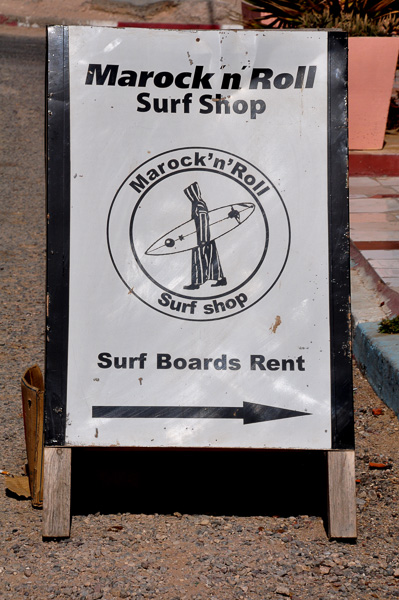 Marock n' Roll
Surf Shop
Marock'n'Roll
Surf shop
Surf Boards Rent